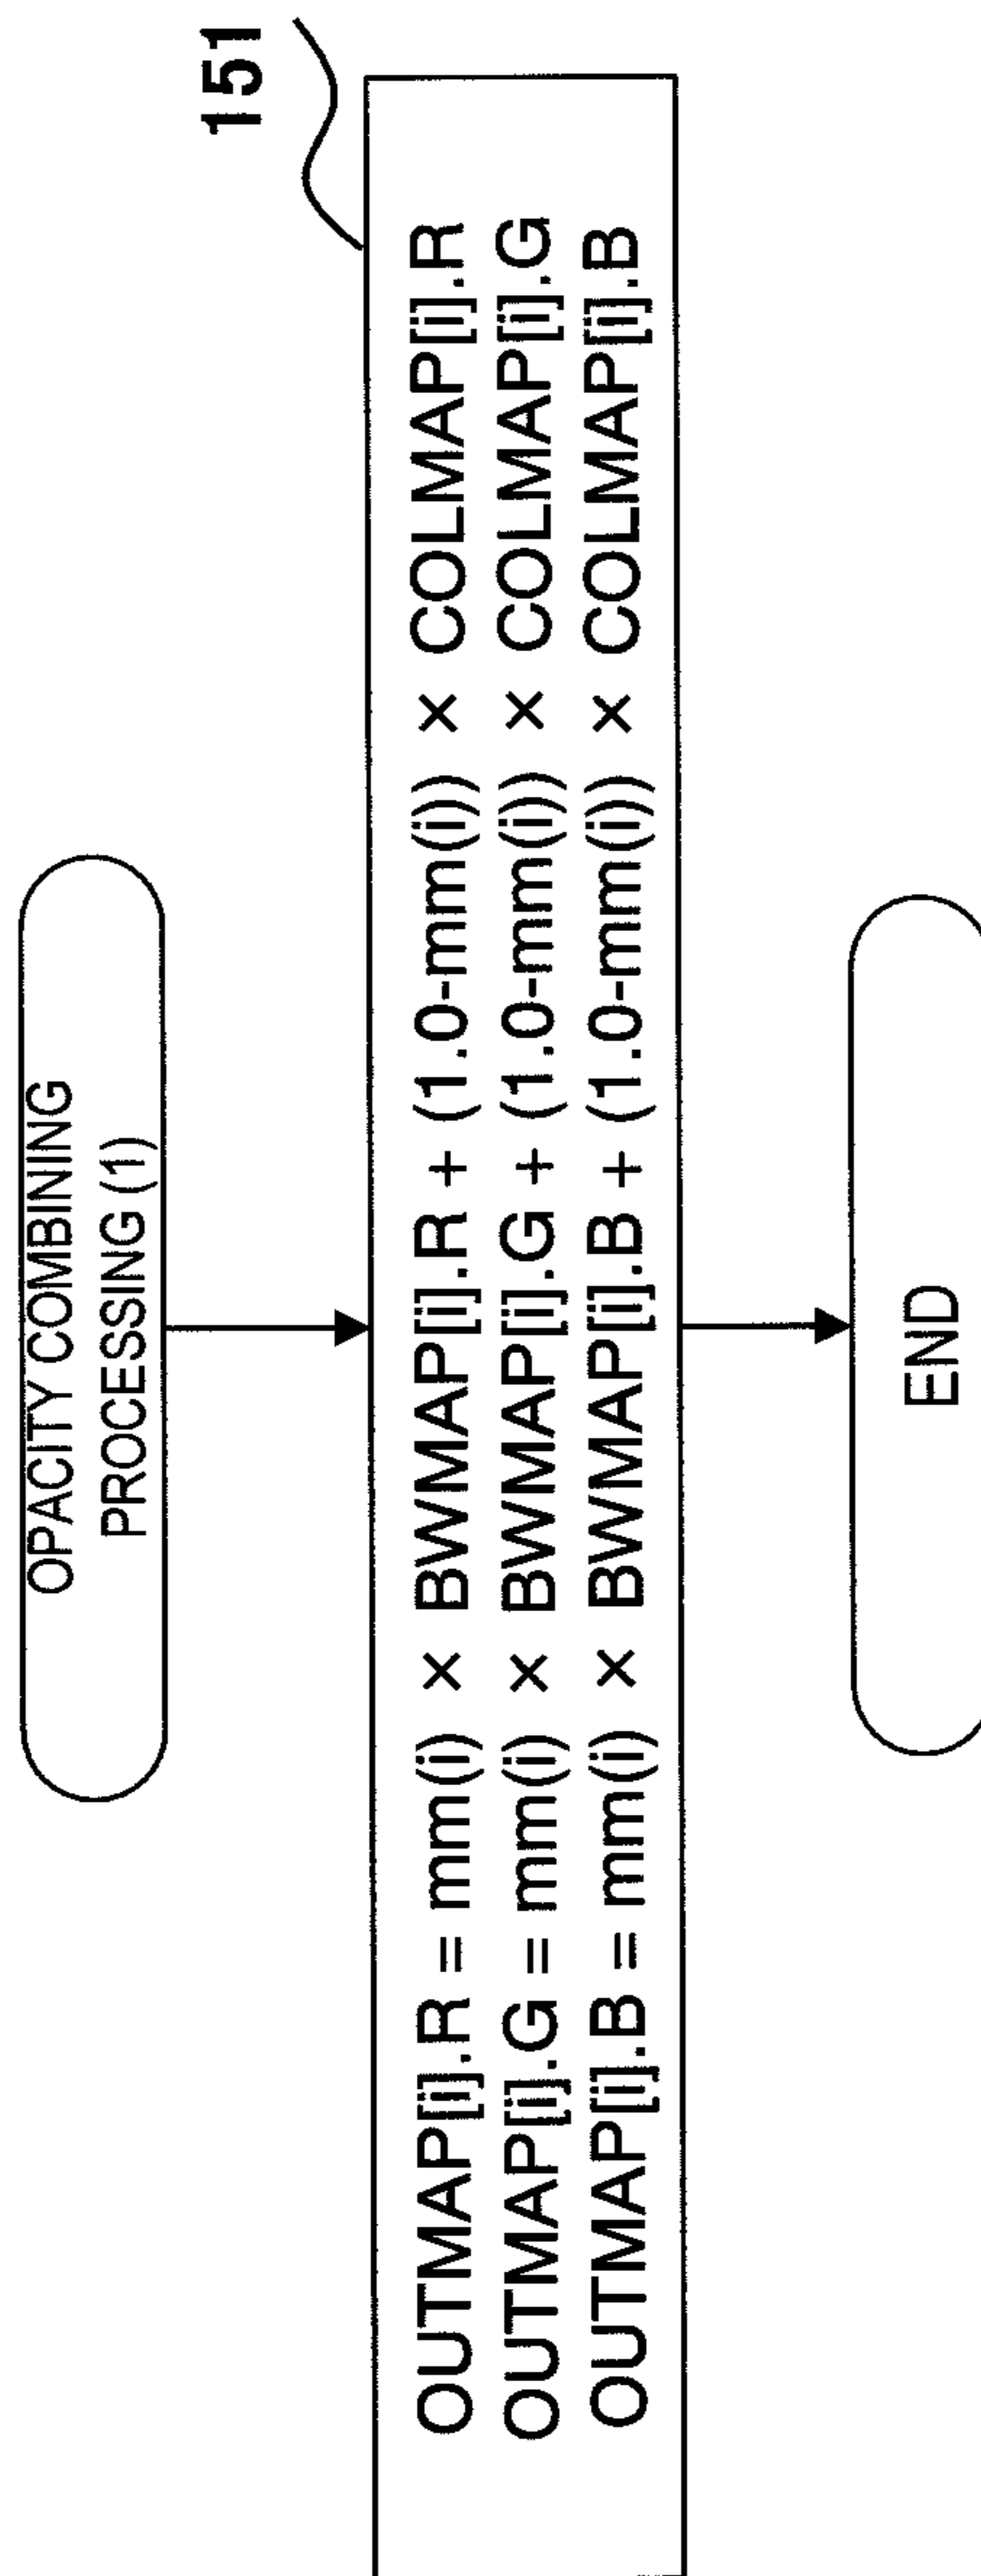 OPACITY COMBINING
PROCESSING (1)
151
OUTMAP[i].R = mm(i) × BWMAP[i].R + (1.0-mm(i)) × COLMAP[i].R
OUTMAP[i].G = mm(i) × BWMAP[i].G + (1.0-mm(i)) × COLMAP[i].G
OUTMAP[i].B = mm(i) × BWMAP[i].B + (1.0-mm(i)) × COLMAP[i].B
END